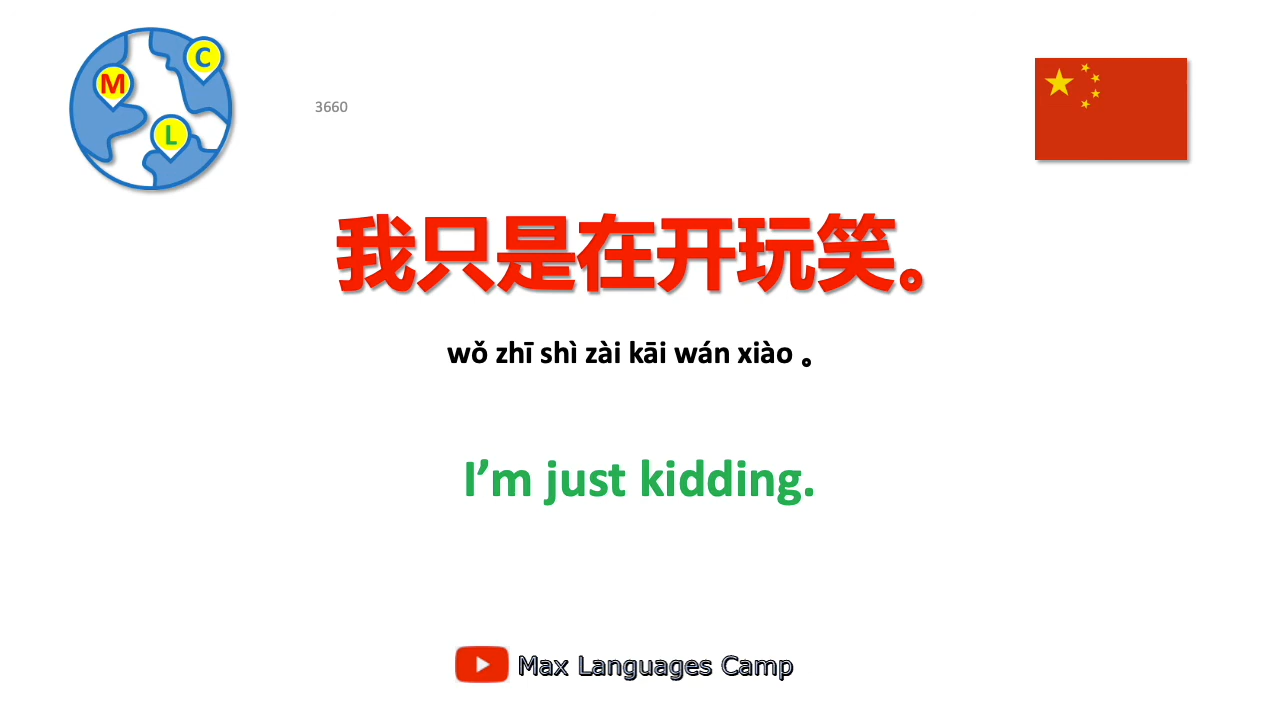 C
M
L
3660
我只是在开玩笑。
wǒ zhī shì zài kāi wán xiào 。
I’m just kidding.
Max Languages Camp